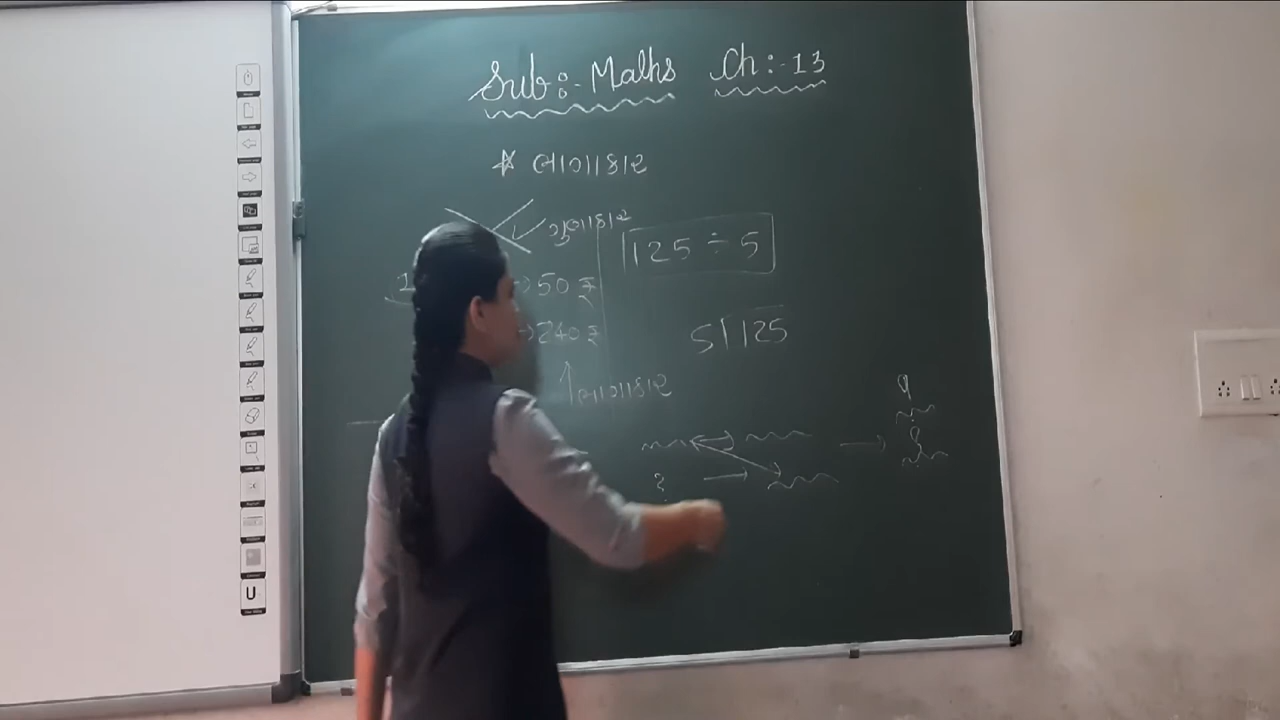 Sub:- Maths Ch:-13
* ભાગાકાર
ગુણાકાર
125 ÷ 5
→ 50 ₹
→ 240 ₹
5√125
↑ ભાગાકાર
?
U